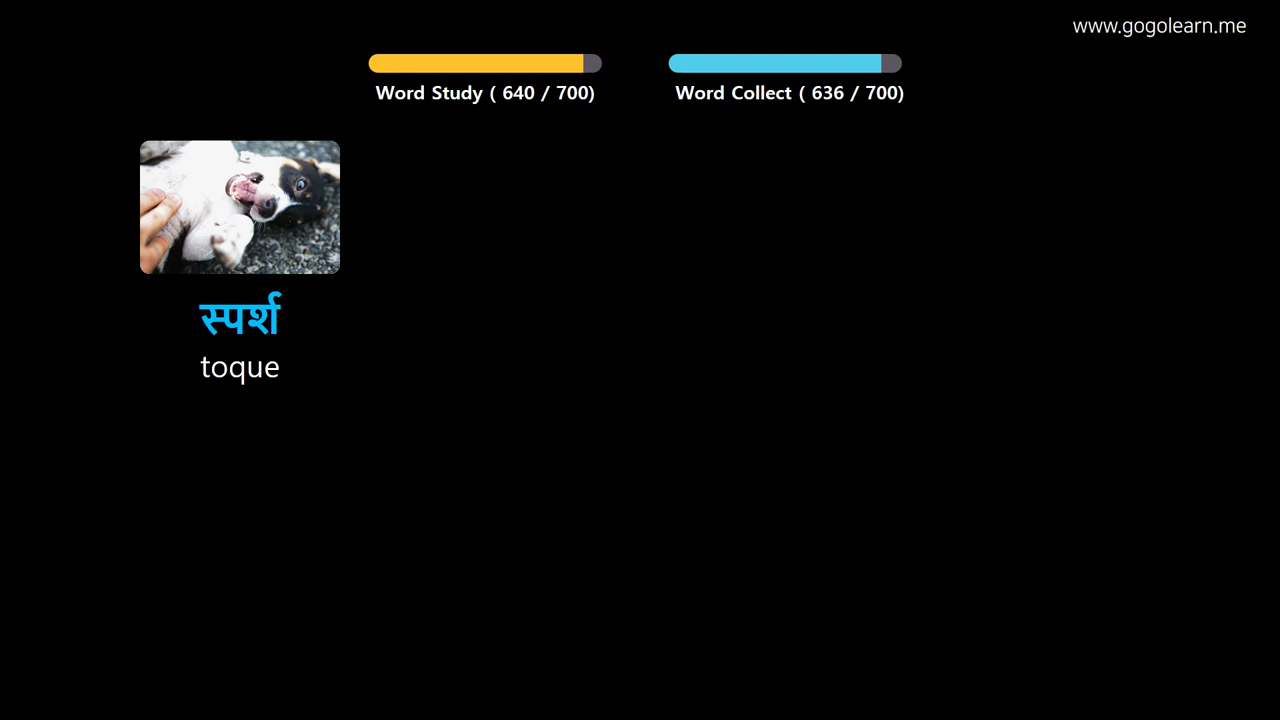 www.gogolearn.me
Word Study ( 640 / 700)
Word Collect ( 636 / 700)
स्पर्श
toque